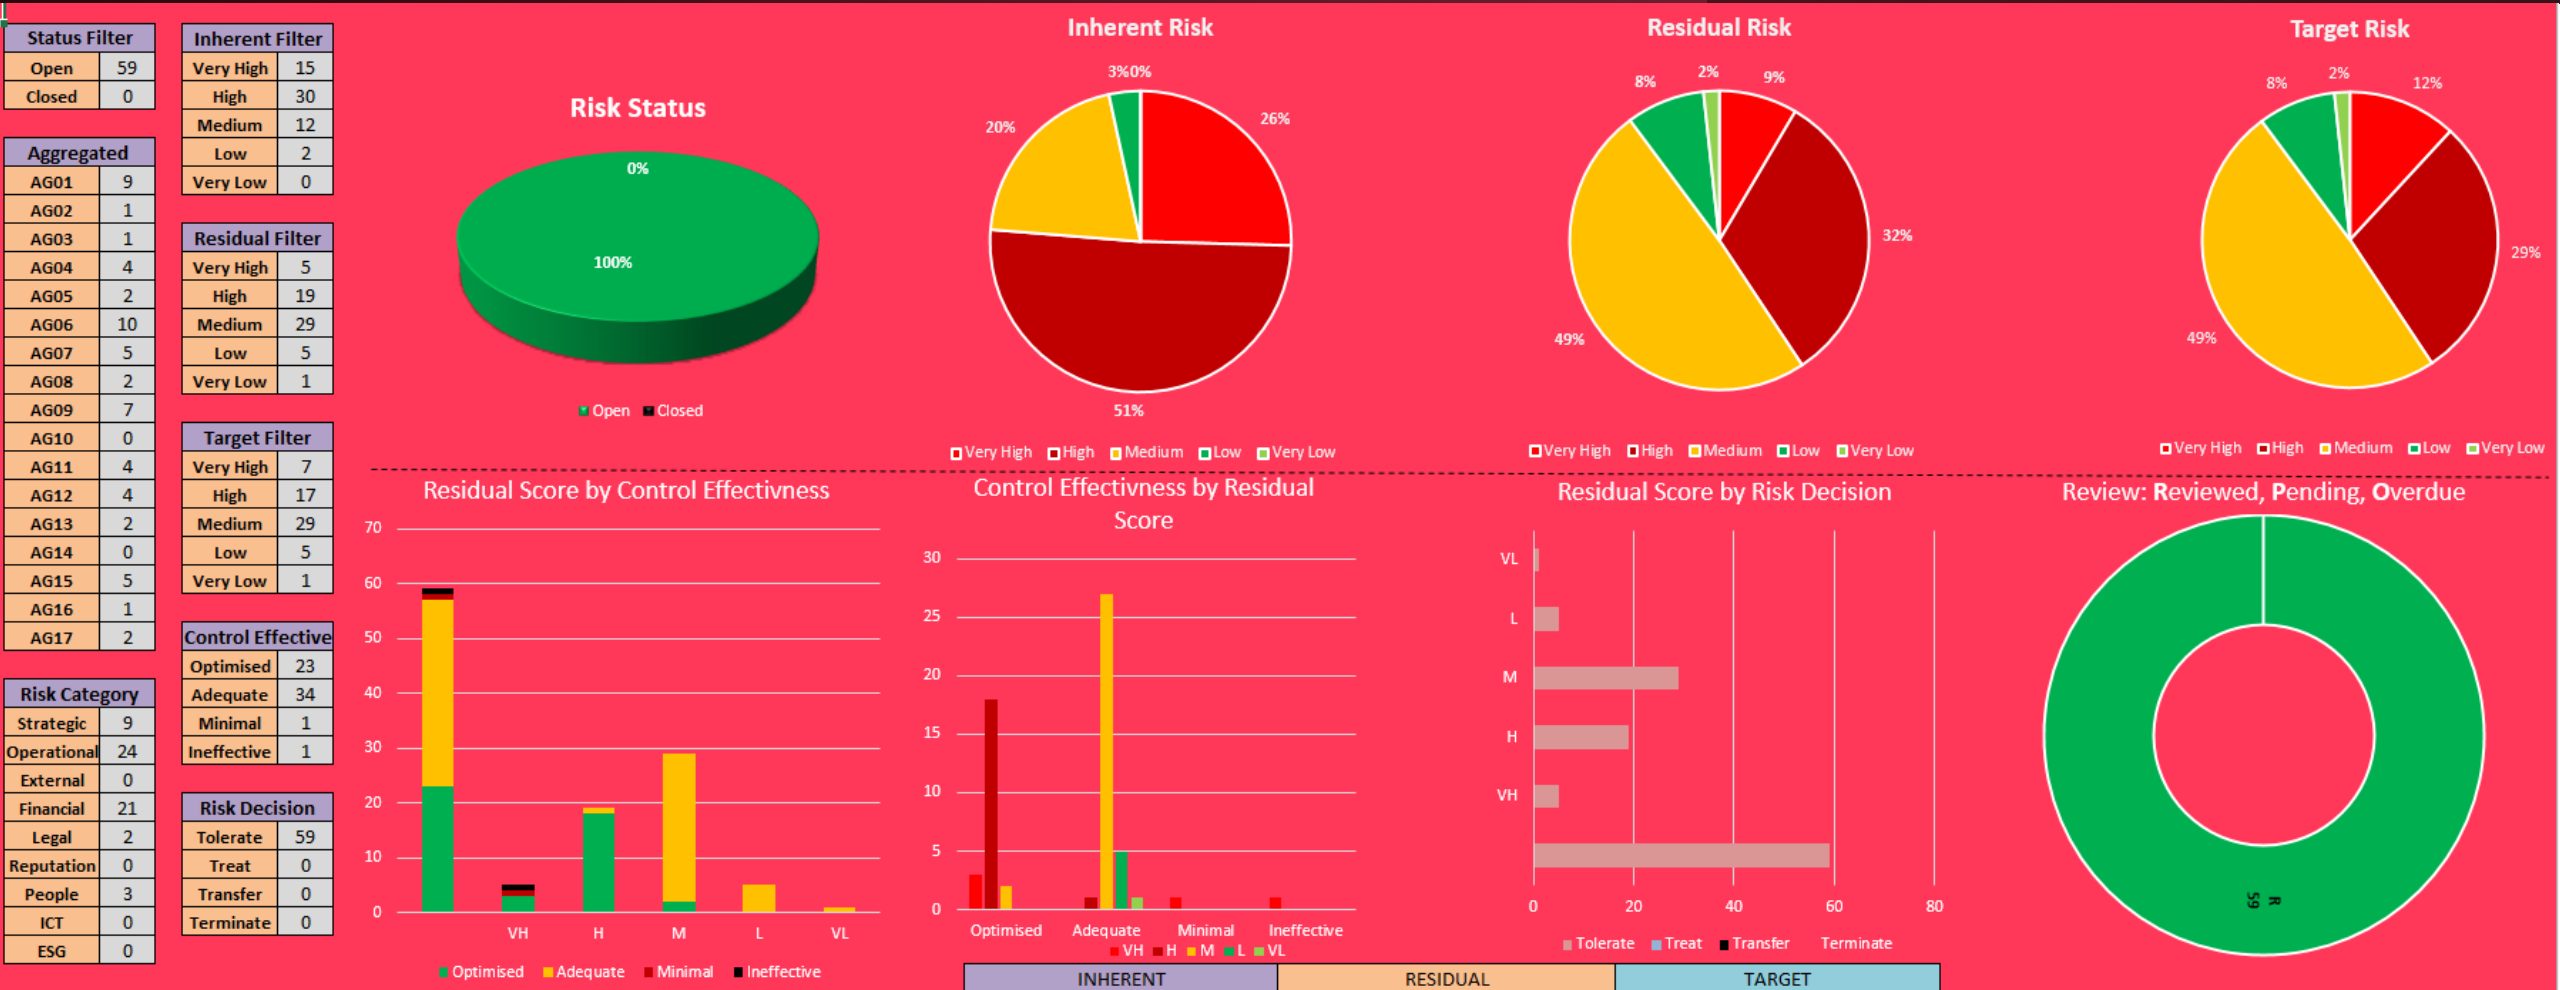 Status Filter
Open 59
Closed 0
Aggregated
AG01 9
AG02 1
AG03 1
AG04 4
AG05 2
AG06 10
AG07 5
AG08 2
AG09 7
AG10 0
AG11 4
AG12 4
AG13 2
AG14 0
AG15 5
AG16 1
AG17 2
Risk Category
Strategic 9
Operational 24
External 0
Financial 21
Legal 2
Reputation 0
People 3
ICT 0
ESG 0
Inherent Filter
Very High 15
High 30
Medium 12
Low 2
Very Low 0
Residual Filter
Very High 5
High 19
Medium 29
Low 5
Very Low 1
Target Filter
Very High 7
High 17
Medium 29
Low 5
Very Low 1
Control Effective
Optimised 23
Adequate 34
Minimal 1
Ineffective 1
Risk Decision
Tolerate 59
Treat 0
Transfer 0
Terminate 0
Risk Status
0%
100%
Open Closed
Inherent Risk
3% 0%
26%
20%
51%
Very High High Medium Low Very Low
Residual Risk
8% 2% 9%
32%
49%
Very High High Medium Low Very Low
Target Risk
8% 2% 12%
29%
49%
Very High High Medium Low Very Low
Residual Score by Control Effectivness
70
60
50
40
30
20
10
0
VH H M L VL
Optimised Adequate Minimal Ineffective
Control Effectivness by Residual
Score
30
25
20
15
10
5
0
Optimised Adequate Minimal Ineffective
VH H M L VL
Residual Score by Risk Decision
VL
L
M
H
VH
0 20 40 60 80
Tolerate Treat Transfer Terminate
Review: Reviewed, Pending, Overdue
R
59
INHERENT RESIDUAL TARGET